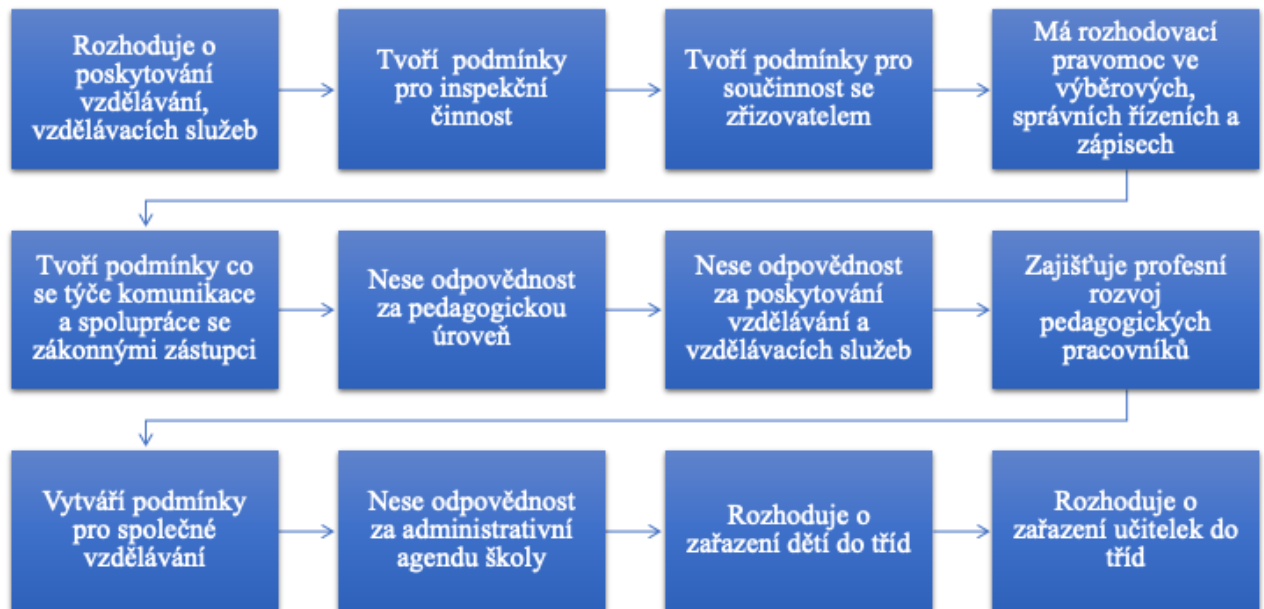 Rozhoduje o
poskytování
vzdělávání,
vzdělávacích služeb
Tvoří podmínky
pro inspekční
činnost
Tvoří podmínky pro
součinnost se
zřizovatelem
Má rozhodovací
pravomoc ve
výběrových,
správních řízeních a
zápisech
Tvoří podmínky co
se týče komunikace
a spolupráce se
zákonnými zástupci
Nese odpovědnost
za pedagogickou
úroveň
Nese odpovědnost
za poskytování
vzdělávání a
vzdělávacích služeb
Zajišťuje profesní
rozvoj
pedagogických
pracovníků
Vytváří podmínky
pro společné
vzdělávání
Nese odpovědnost
za administrativní
agendu školy
Rozhoduje o
zařazení dětí do tříd
Rozhoduje o
zařazení učitelek do
tříd